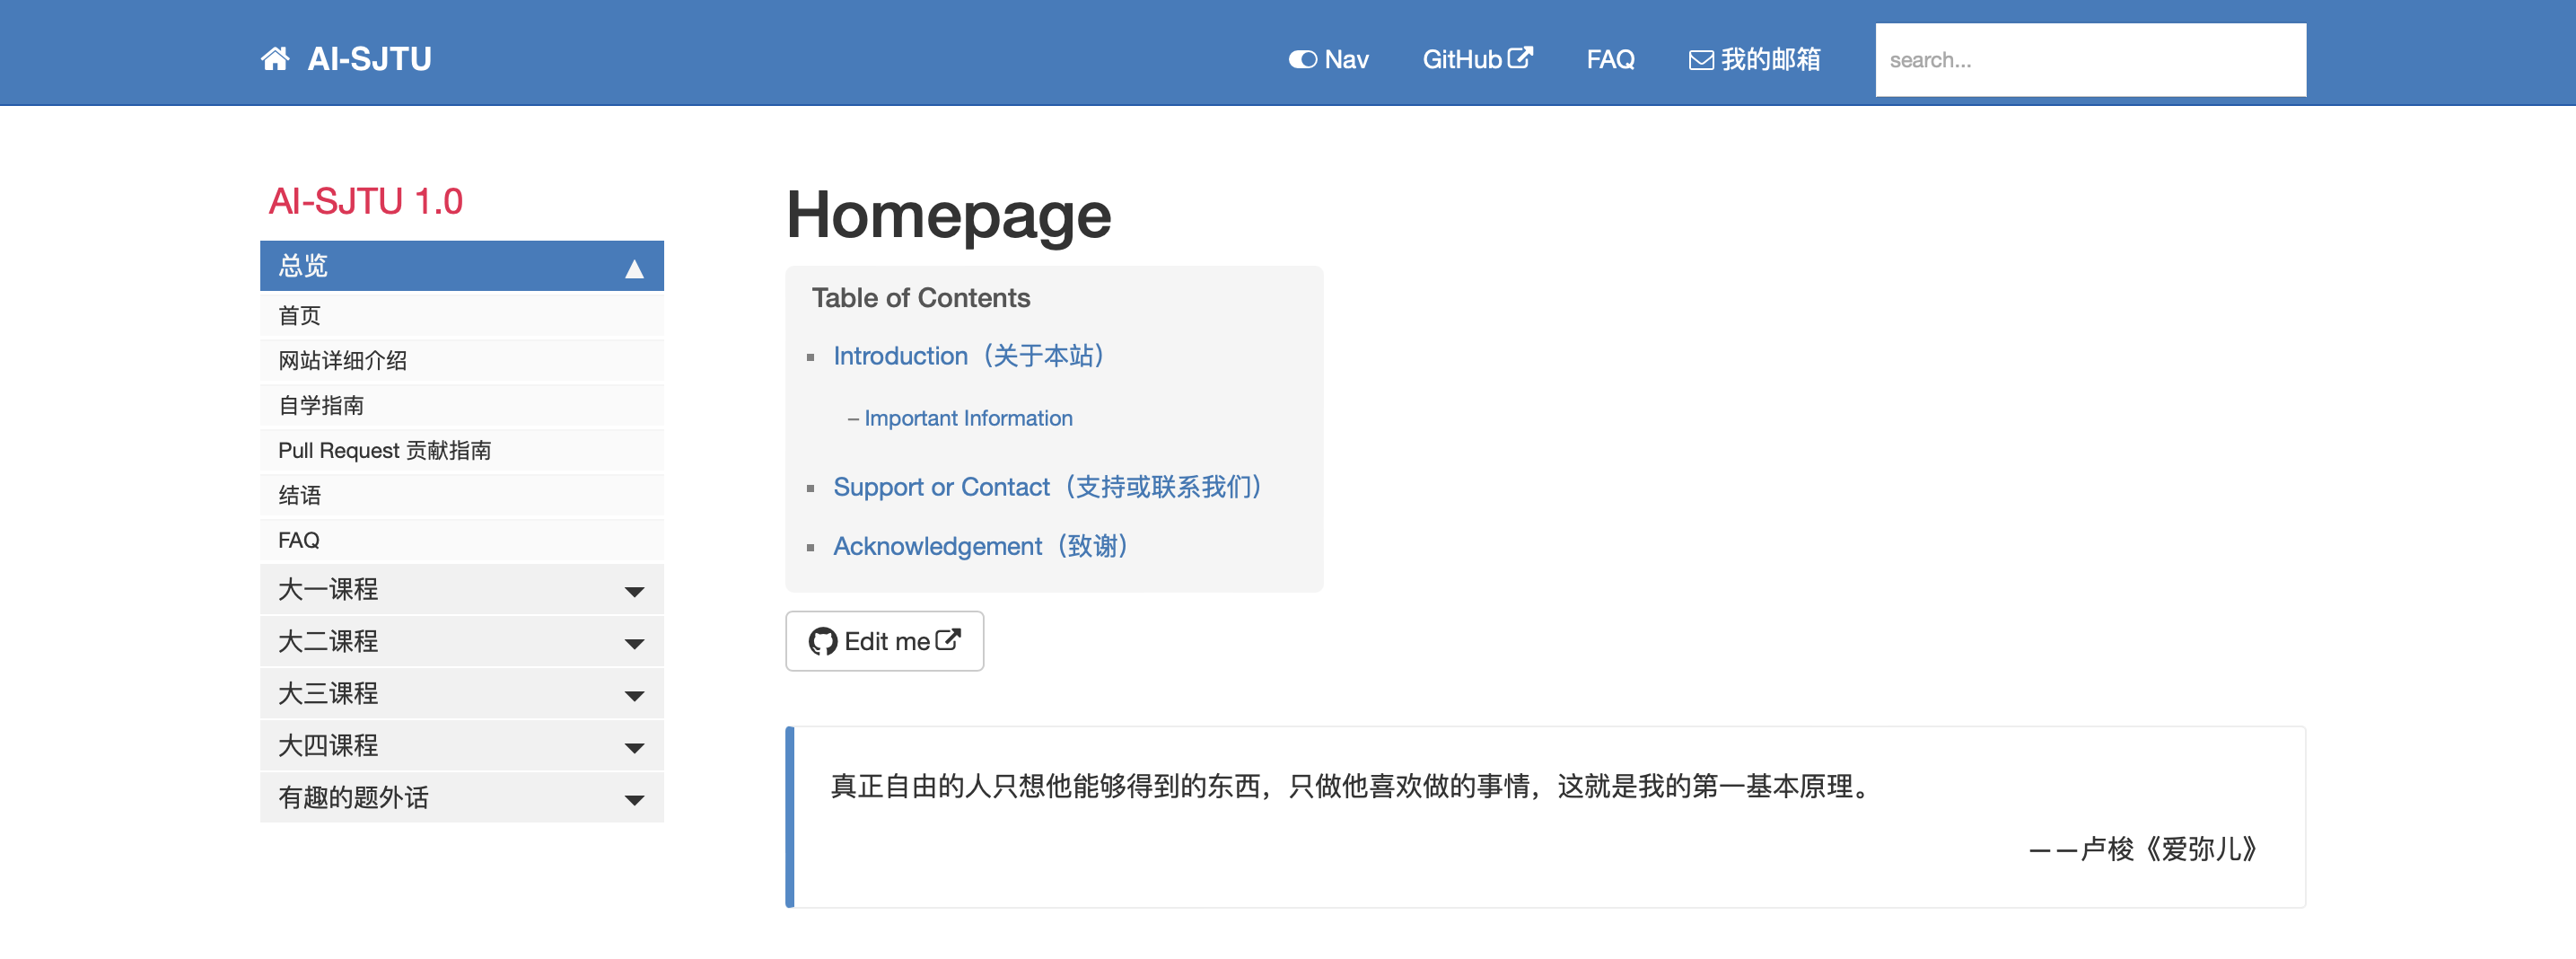 AI-SJTU
Nav
GitHub
FAQ
我的邮箱
search...
AI-SJTU 1.0
总览
首页
网站详细介绍
自学指南
Pull Request 贡献指南
结语
FAQ
大一课程
大二课程
大三课程
大四课程
有趣的题外话
Homepage
Table of Contents
Introduction（关于本站）
– Important Information
Support or Contact（支持或联系我们）
Acknowledgement（致谢）
Edit me
真正自由的人只想他能够得到的东西，只做他喜欢做的事情，这就是我的第一基本原理。
——卢梭《爱弥儿》